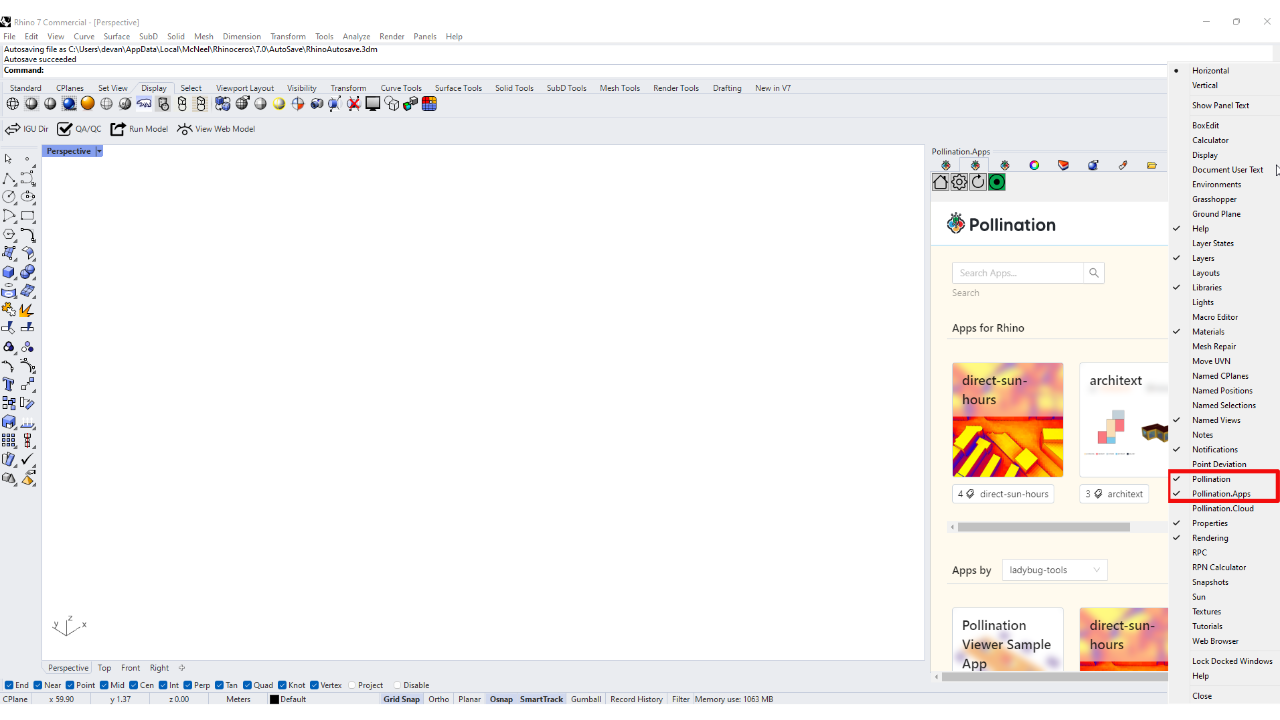 Rhino 7 Commercial - [Perspective]
File Edit View Curve Surface SubD Solid Mesh Dimension Transform Tools Analyze Render Panels Help
Autosaving file as C:\Users\devan\AppData\Local\McNeel\Rhinoceros\7.0\AutoSave\RhinoAutosave.3dm
Autosave succeeded
Command:
Standard CPlanes Set View Display Select Viewport Layout Visibility Transform Curve Tools Surface Tools Solid Tools SubD Tools Mesh Tools Render Tools Drafting New in V7
IGU Dir QA/QC Run Model View Web Model
Perspective
Pollination.Apps
Pollination
Search Apps...
Search
Apps for Rhino
direct-sun-
hours
architext
4 direct-sun-hours
3 architext
Apps by ladybug-tools
Pollination
Viewer Sample
App
direct-sun-
hours
Horizontal
Vertical
Show Panel Text
BoxEdit
Calculator
Display
Document User Text
Environments
Grasshopper
Ground Plane
Help
Layer States
Layers
Layouts
Libraries
Lights
Macro Editor
Materials
Mesh Repair
Move UVN
Named CPlanes
Named Positions
Named Selections
Named Views
Notes
Notifications
Point Deviation
Pollination
Pollination.Apps
Pollination.Cloud
Properties
Rendering
RPC
RPN Calculator
Snapshots
Sun
Textures
Tutorials
Web Browser
Lock Docked Windows
Help
Close
z
y x
Perspective Top Front Right
End Near Point Mid Cen Int Perp Tan Quad Knot Vertex Project Disable
CPlane x 59.90 y 1.37 z 0.00 Meters Default Grid Snap Ortho Planar Osnap SmartTrack Gumball Record History Filter Memory use: 1063 MB